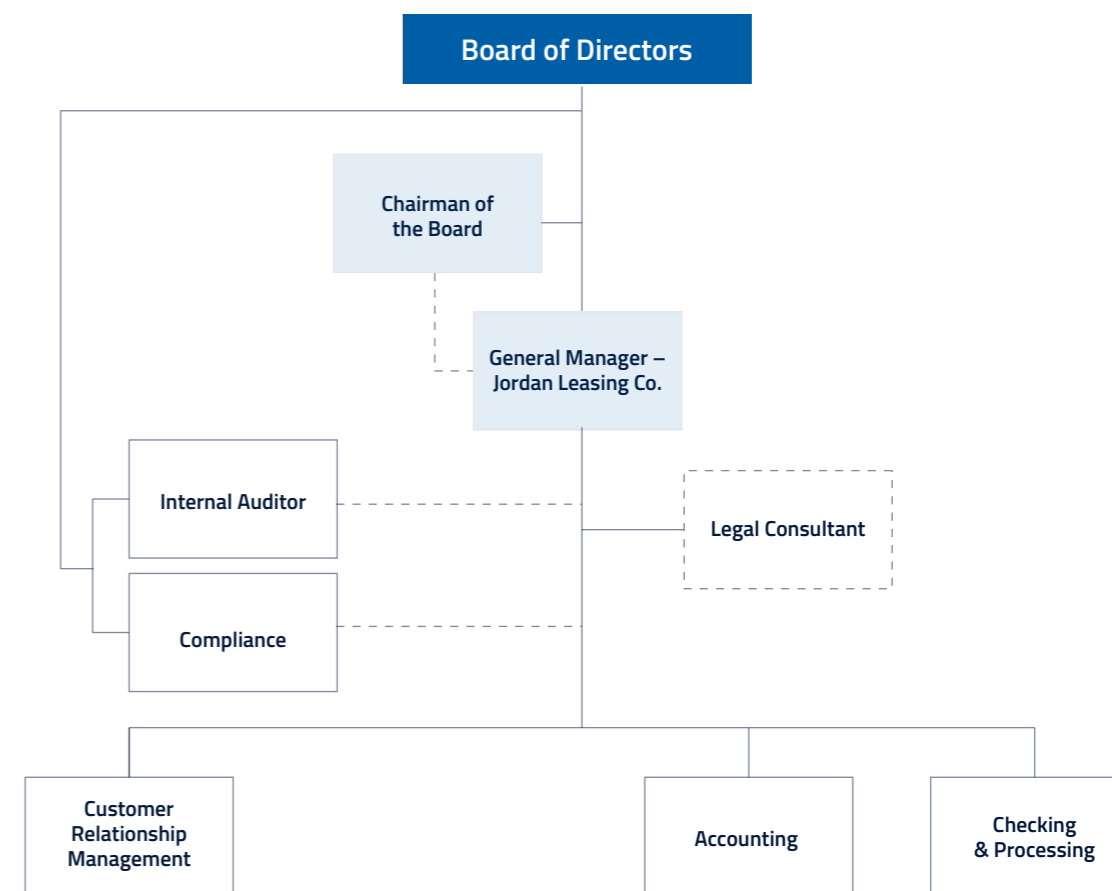 Board of Directors
Chairman of
the Board
General Manager –
Jordan Leasing Co.
Internal Auditor
Legal Consultant
Compliance
Customer
Relationship
Management
Accounting
Checking
& Processing